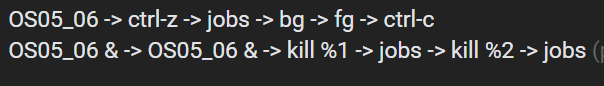 OS05_06 -> ctrl-z -> jobs -> bg -> fg -> ctrl-c
OS05_06 & -> OS05_06 & -> kill %1 -> jobs -> kill %2 -> jobs (